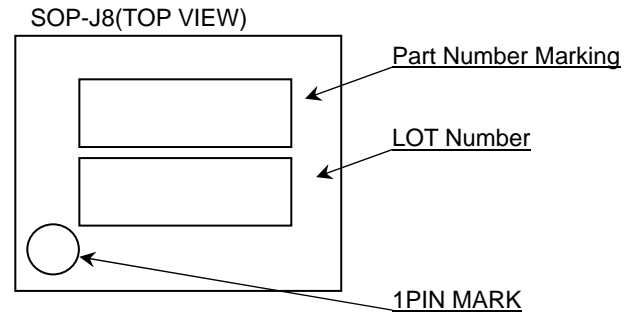 SOP-J8(TOP VIEW)
Part Number Marking
LOT Number
1PIN MARK